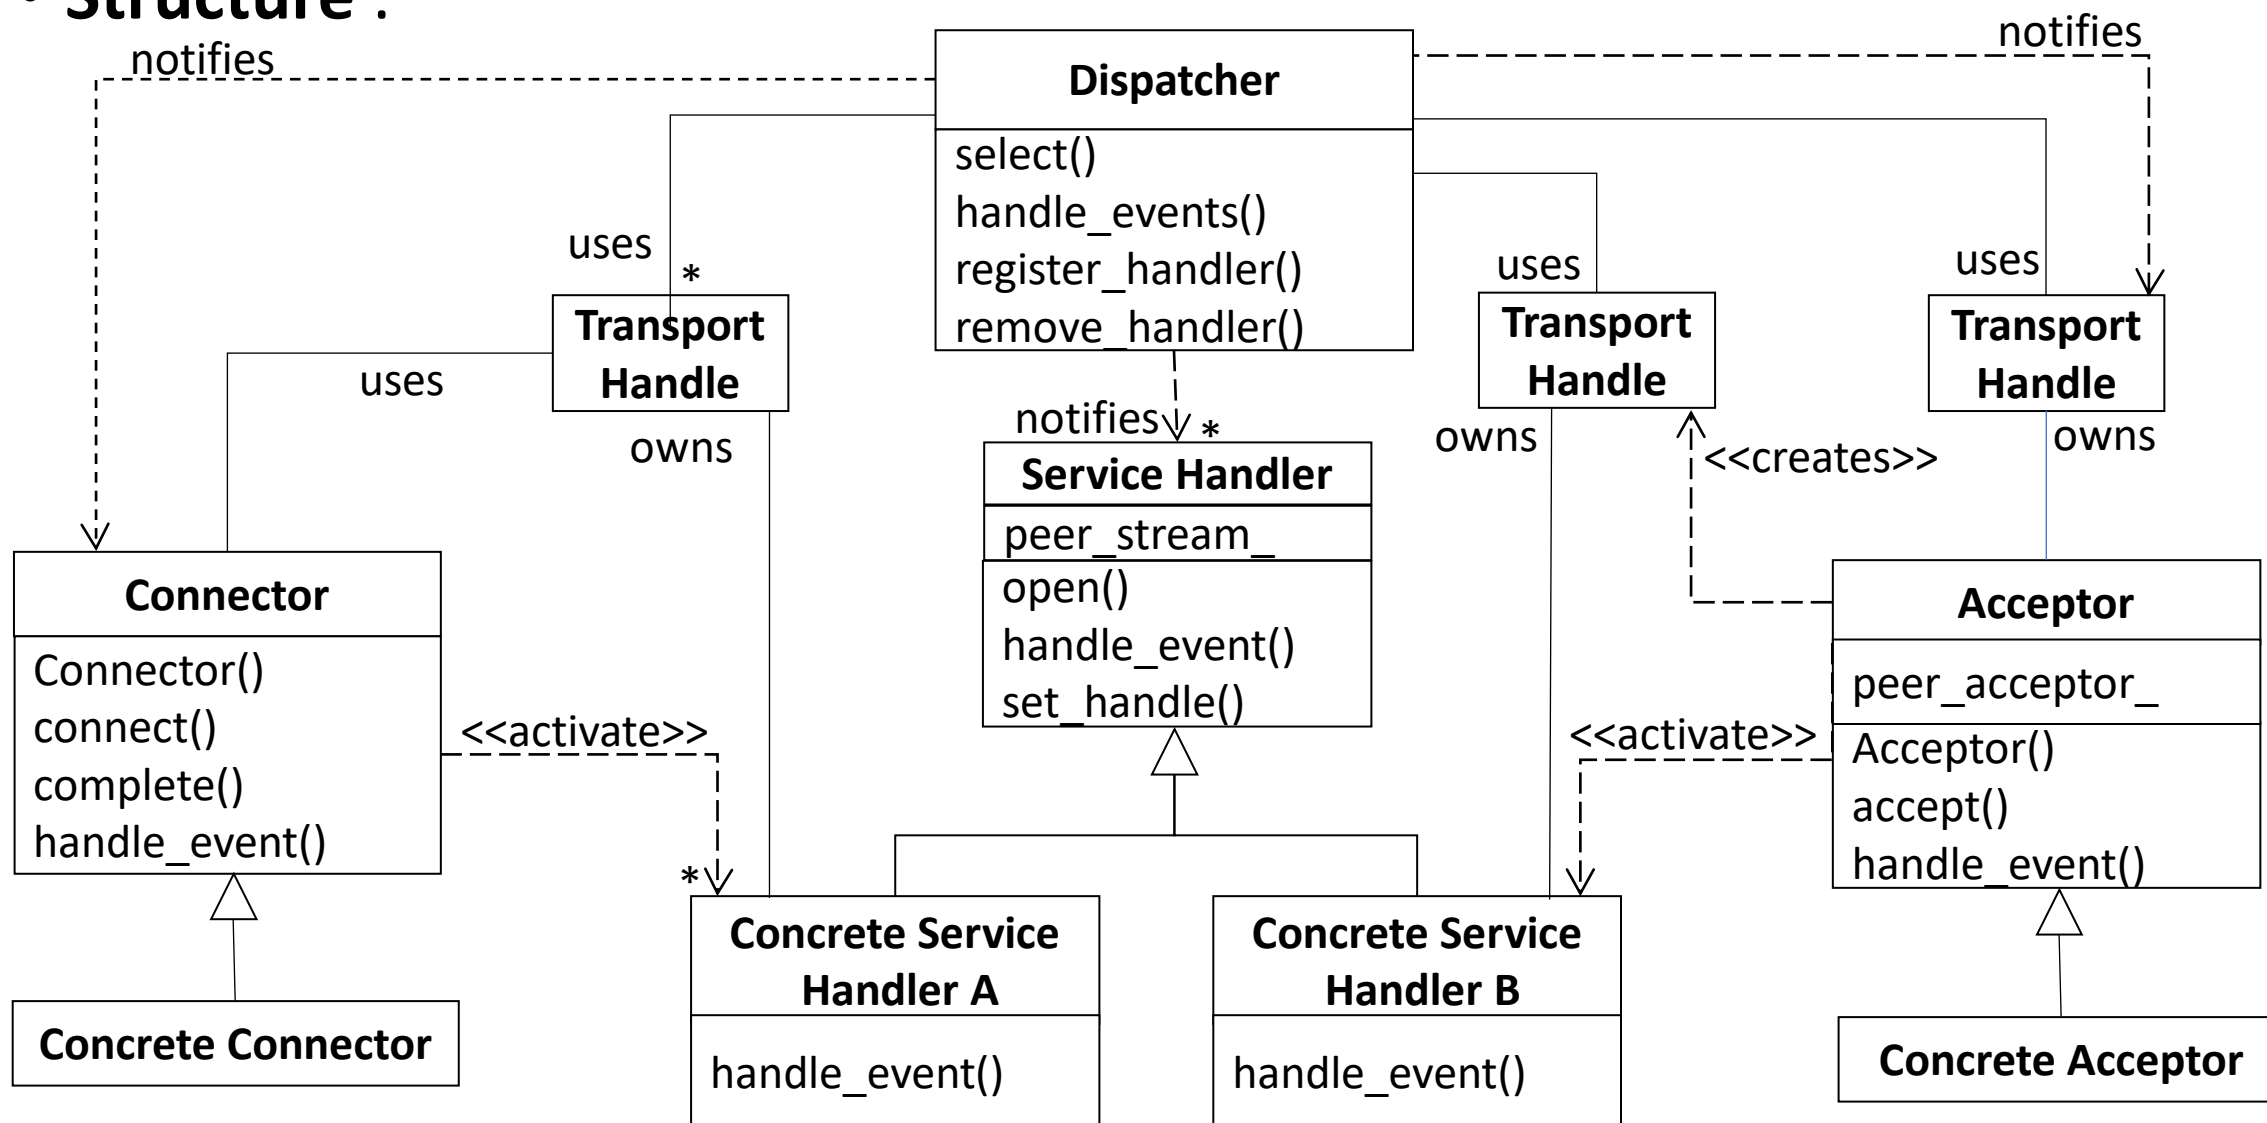 • Structure :
notifies
notifies
Dispatcher
select()
handle_events()
register_handler()
remove_handler()
uses
*
uses
uses
Transport
Handle
Transport
Handle
Transport
Handle
uses
owns
notifies
*
owns
owns
<<creates>>
Service Handler
peer_stream_
open()
handle_event()
set_handle()
Connector
Connector()
connect()
complete()
handle_event()
<<activate>>
*
<<activate>>
Acceptor
peer_acceptor_
Acceptor()
accept()
handle_event()
Concrete Service
Handler A
handle_event()
Concrete Service
Handler B
handle_event()
Concrete Connector
Concrete Acceptor